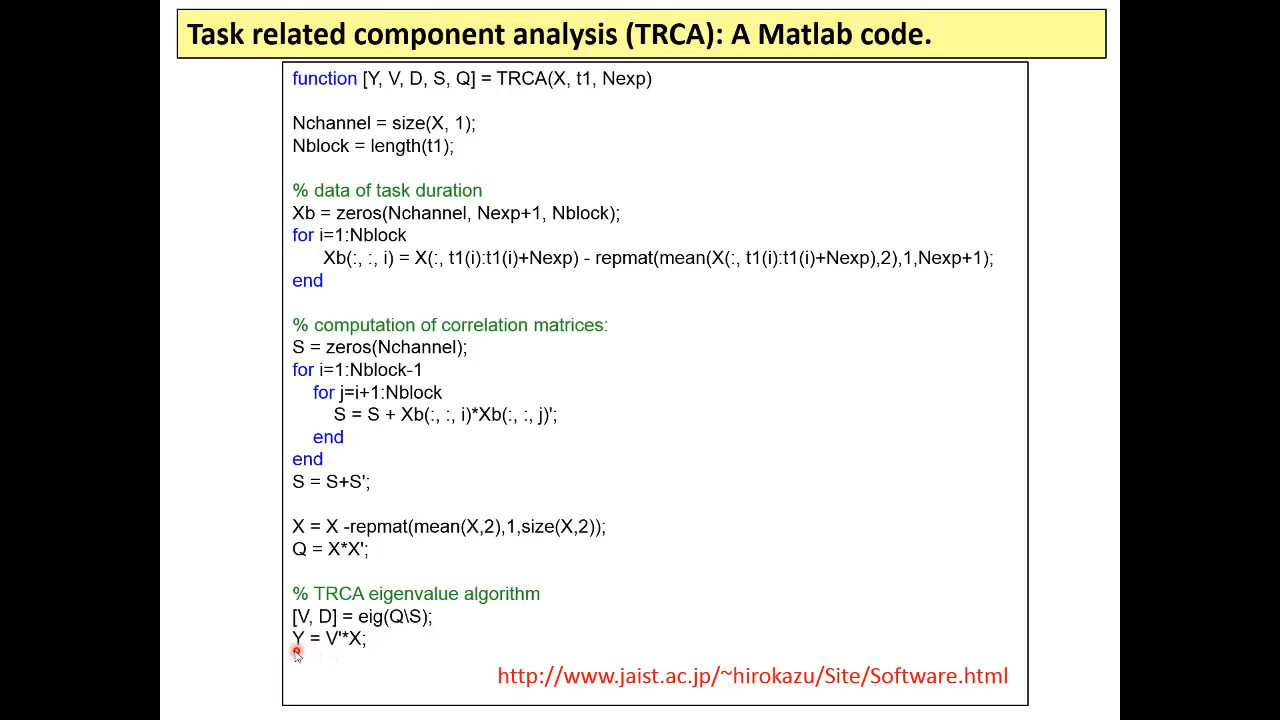 Task related component analysis (TRCA): A Matlab code.
function [Y, V, D, S, Q] = TRCA(X, t1, Nexp)
Nchannel = size(X, 1);
Nblock = length(t1);
% data of task duration
Xb = zeros(Nchannel, Nexp+1, Nblock);
for i=1:Nblock
Xb(:, :, i) = X(:, t1(i):t1(i)+Nexp) - repmat(mean(X(:, t1(i):t1(i)+Nexp),2),1,Nexp+1);
end
% computation of correlation matrices:
S = zeros(Nchannel);
for i=1:Nblock-1
for j=i+1:Nblock
S = S + Xb(:, :, i)*Xb(:, :, j)';
end
end
S = S+S';
X = X -repmat(mean(X,2),1,size(X,2));
Q = X*X';
% TRCA eigenvalue algorithm
[V, D] = eig(Q\S);
Y = V'*X;
http://www.jaist.ac.jp/~hirokazu/Site/Software.html